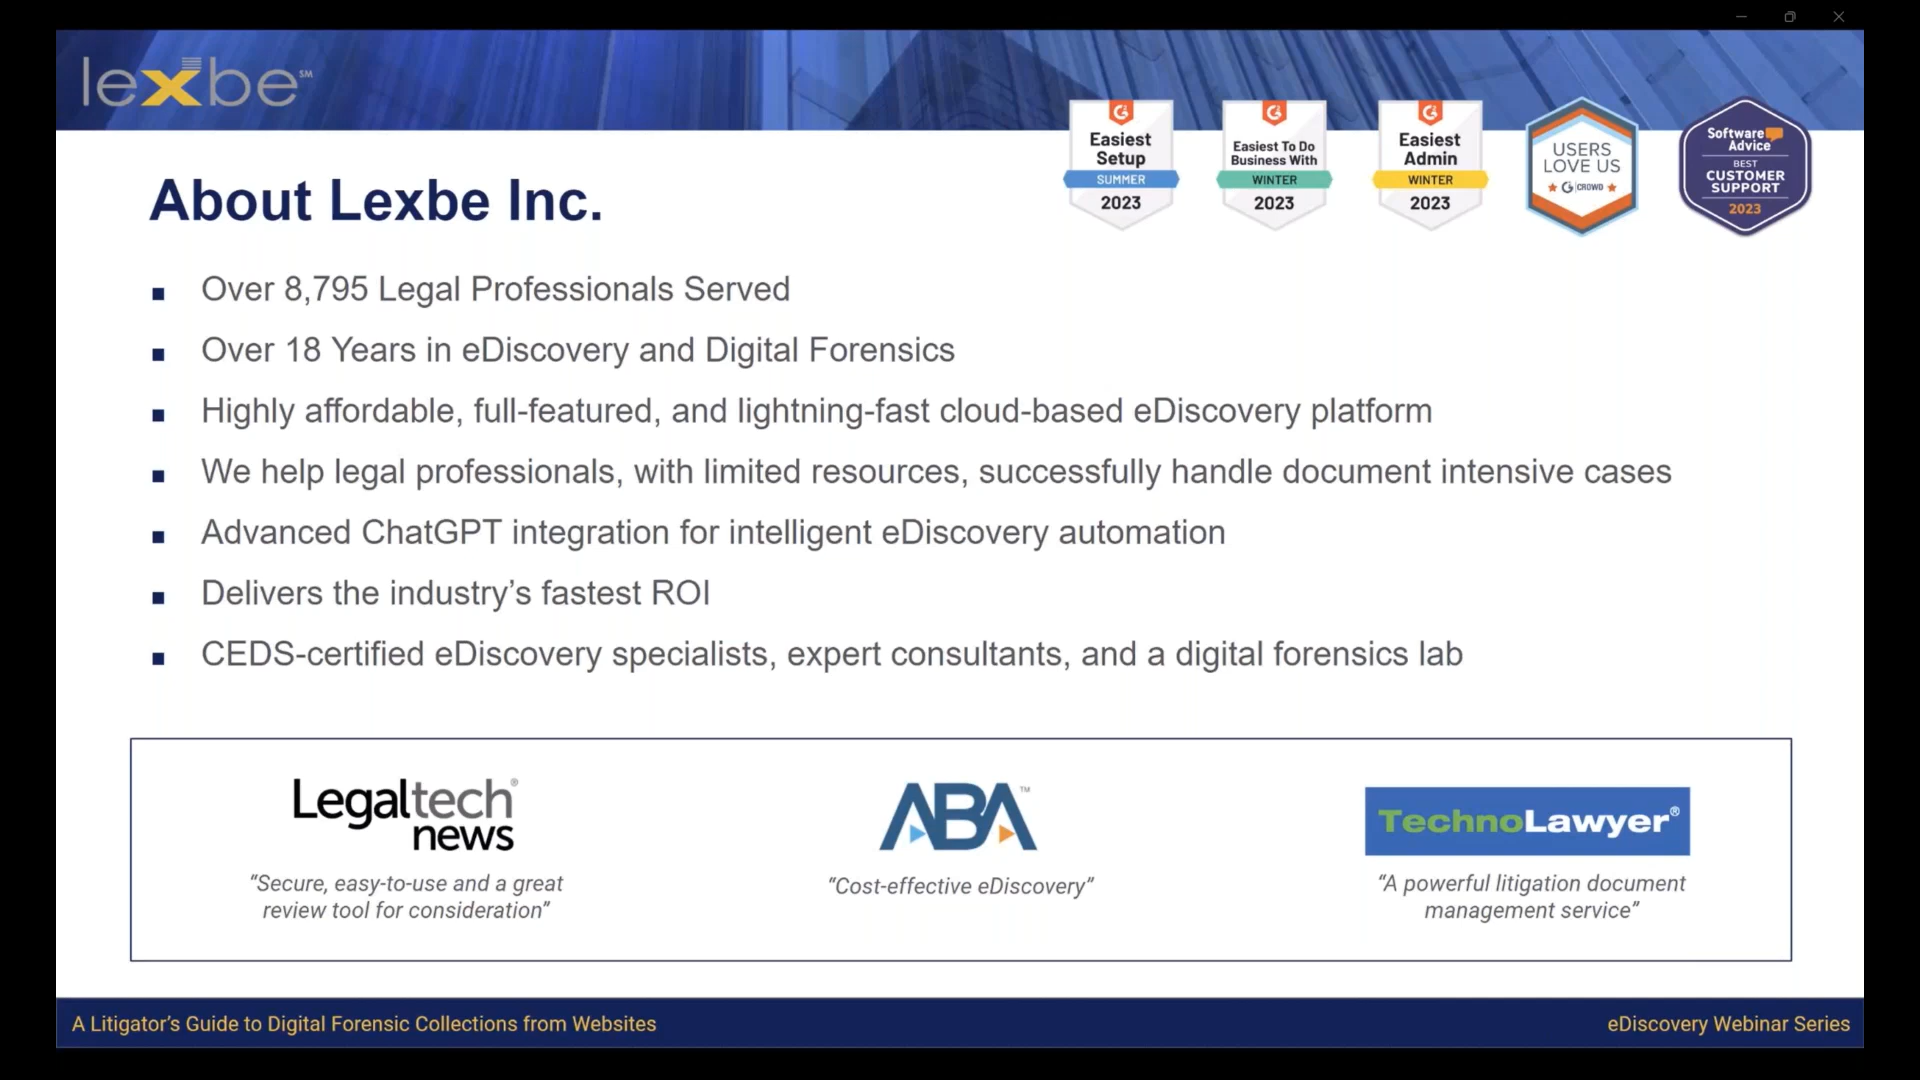 lexbe SM
Easiest
Setup
SUMMER
2023
Easiest To Do
Business With
WINTER
2023
Easiest
Admin
WINTER
2023
USERS
LOVE US
G | CROWD
Software
Advice
BEST
CUSTOMER
SUPPORT
2023
About Lexbe Inc.
■ Over 8,795 Legal Professionals Served
■ Over 18 Years in eDiscovery and Digital Forensics
■ Highly affordable, full-featured, and lightning-fast cloud-based eDiscovery platform
■ We help legal professionals, with limited resources, successfully handle document intensive cases
■ Advanced ChatGPT integration for intelligent eDiscovery automation
■ Delivers the industry’s fastest ROI
■ CEDS-certified eDiscovery specialists, expert consultants, and a digital forensics lab
Legaltech®
news
“Secure, easy-to-use and a great
review tool for consideration”
ABA™
“Cost-effective eDiscovery”
TechnoLawyer®
“A powerful litigation document
management service”
A Litigator’s Guide to Digital Forensic Collections from Websites
eDiscovery Webinar Series